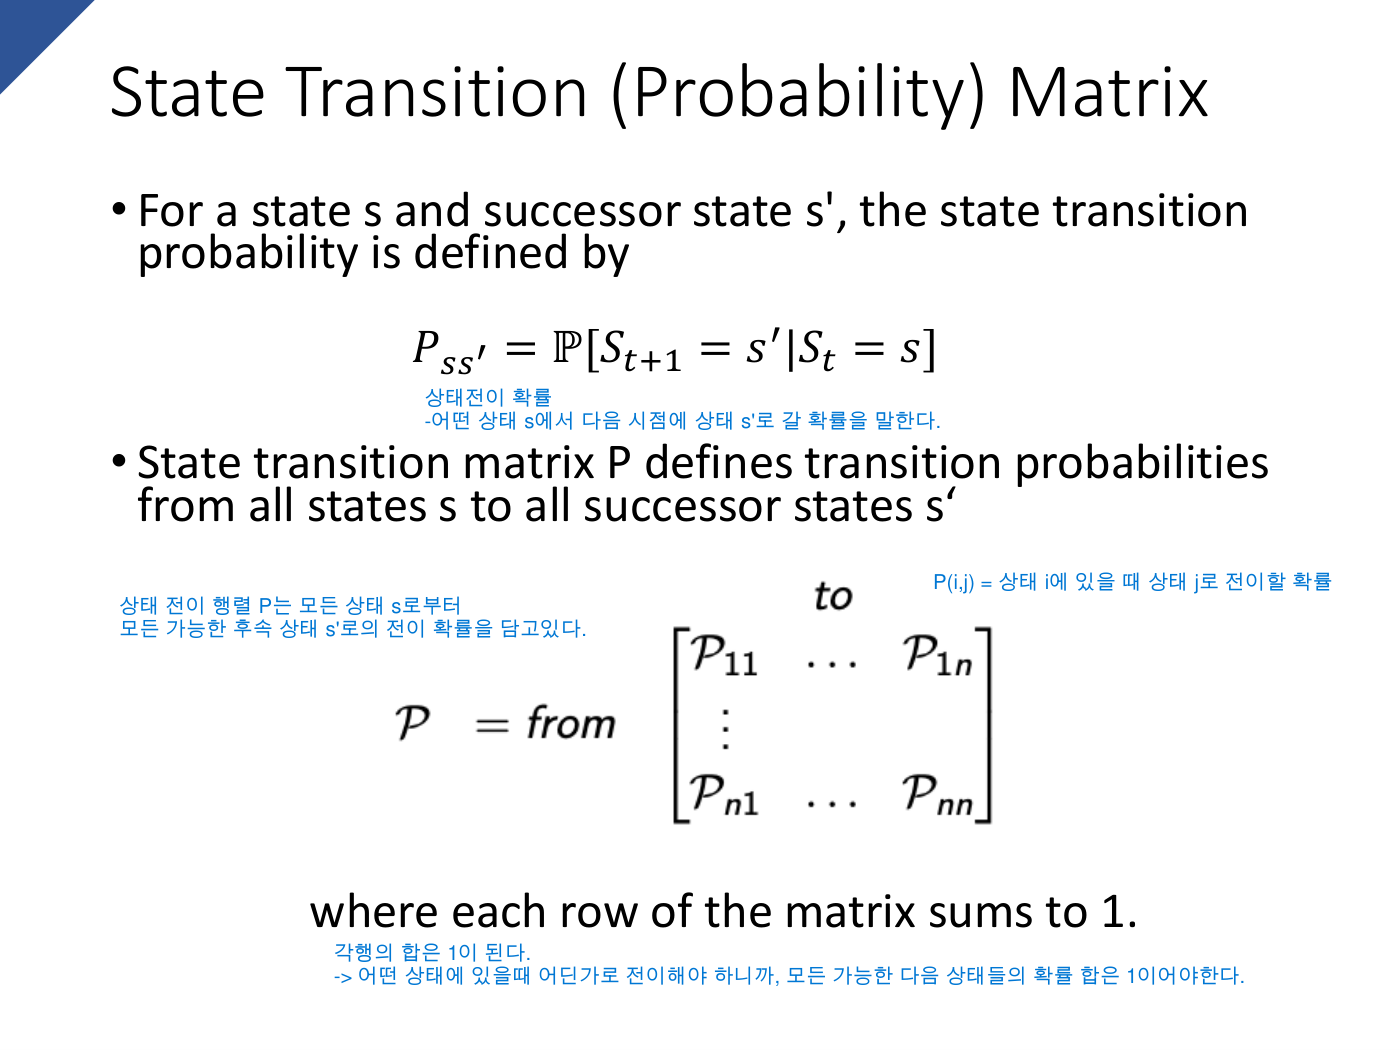 State Transition (Probability) Matrix
• For a state s and successor state s', the state transition
probability is defined by
P_{ss'} = ℙ[S_{t+1} = s'|S_t = s]
상태전이 확률
-어떤 상태 s에서 다음 시점에 상태 s'로 갈 확률을 말한다.
• State transition matrix P defines transition probabilities
from all states s to all successor states s‘
상태 전이 행렬 P는 모든 상태 s로부터
모든 가능한 후속 상태 s'로의 전이 확률을 담고있다.
P(i,j) = 상태 i에 있을 때 상태 j로 전이할 확률
to
𝒫 = from
𝒫_{11} ... 𝒫_{1n}
⋮
𝒫_{n1} ... 𝒫_{nn}
where each row of the matrix sums to 1.
각행의 합은 1이 된다.
-> 어떤 상태에 있을때 어딘가로 전이해야 하니까, 모든 가능한 다음 상태들의 확률 합은 1이어야한다.